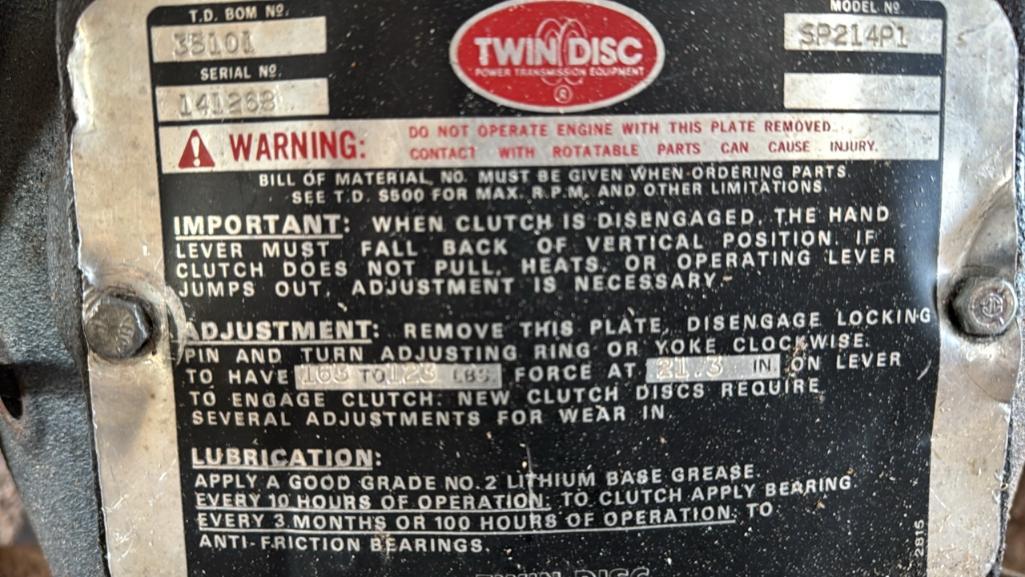 T.D. BOM Nº.
35101
MODEL Nº
SP214P1
SERIAL Nº.
141268
TWIN DISC
POWER TRANSMISSION EQUIPMENT
®
WARNING: DO NOT OPERATE ENGINE WITH THIS PLATE REMOVED.
CONTACT WITH ROTATABLE PARTS CAN CAUSE INJURY.
BILL OF MATERIAL NO. MUST BE GIVEN WHEN ORDERING PARTS
SEE T.D. S500 FOR MAX. R.P.M. AND OTHER LIMITATIONS.
IMPORTANT: WHEN CLUTCH IS DISENGAGED, THE HAND
LEVER MUST FALL BACK OF VERTICAL POSITION. IF
CLUTCH DOES NOT PULL, HEATS, OR OPERATING LEVER
JUMPS OUT, ADJUSTMENT IS NECESSARY.
ADJUSTMENT: REMOVE THIS PLATE, DISENGAGE LOCKING
PIN AND TURN ADJUSTING RING OR YOKE CLOCKWISE.
TO HAVE TO 123 LBS. FORCE AT 21.3 IN. ON LEVER
TO ENGAGE CLUTCH. NEW CLUTCH DISCS REQUIRE
SEVERAL ADJUSTMENTS FOR WEAR IN.
LUBRICATION:
APPLY A GOOD GRADE NO. 2 LITHIUM BASE GREASE.
EVERY 10 HOURS OF OPERATION: TO CLUTCH APPLY BEARING.
EVERY 3 MONTHS OR 100 HOURS OF OPERATION: TO
ANTI-FRICTION BEARINGS.
2815
TWIN DISC